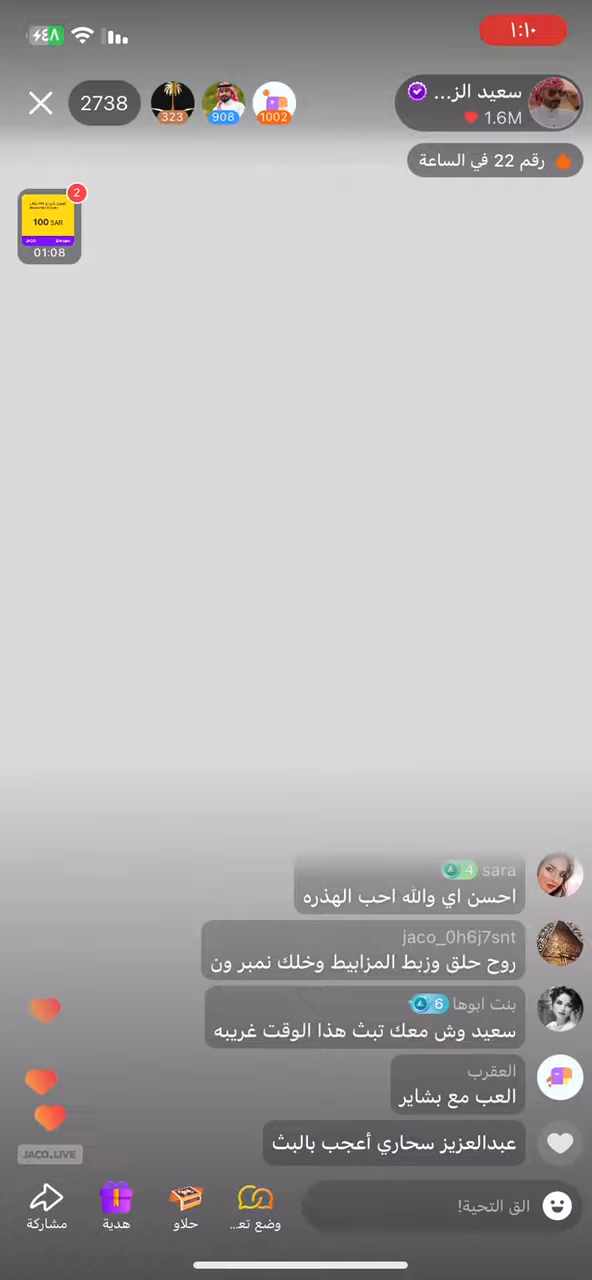 ١:١٠
٤٨
سعيد الز...
1.6M
1002
908
323
2738
رقم 22 في الساعة
2
100 SAR
01:08
sara 4
احسن اي والله احب الهذره
jaco_0h6j7snt
روح حلق وزبط المزابيط وخلك نمبر ون
بنت ابوها 6
سعيد وش معك تبث هذا الوقت غريبه
العقرب
العب مع بشاير
عبدالعزيز سحاري أعجب بالبث
JACO.LIVE
الق التحية!
وضع تعـ...
حلاو
هدية
مشاركة